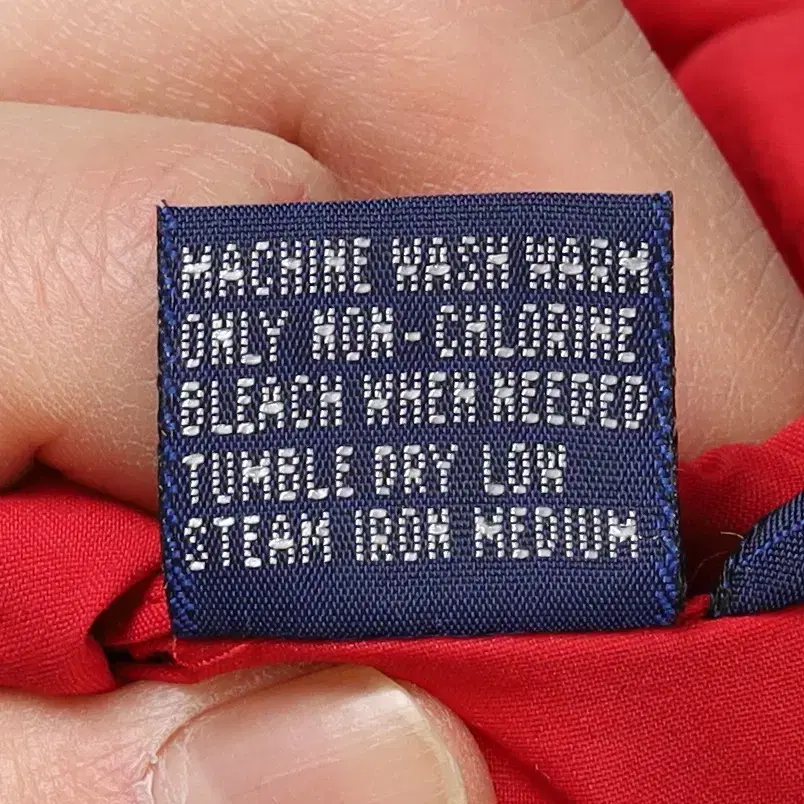 MACHINE WASH WARM
ONLY NON-CHLORINE
BLEACH WHEN NEEDED
TUMBLE DRY LOW
STEAM IRON MEDIUM